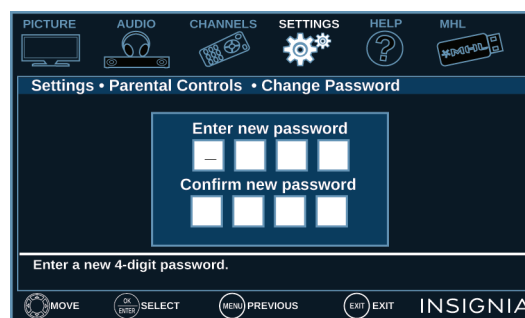 PICTURE AUDIO CHANNELS SETTINGS HELP MHL
MHL
Settings • Parental Controls • Change Password
Enter new password
_
Confirm new password
Enter a new 4-digit password.
MOVE OK ENTER SELECT MENU PREVIOUS EXIT EXIT INSIGNIA